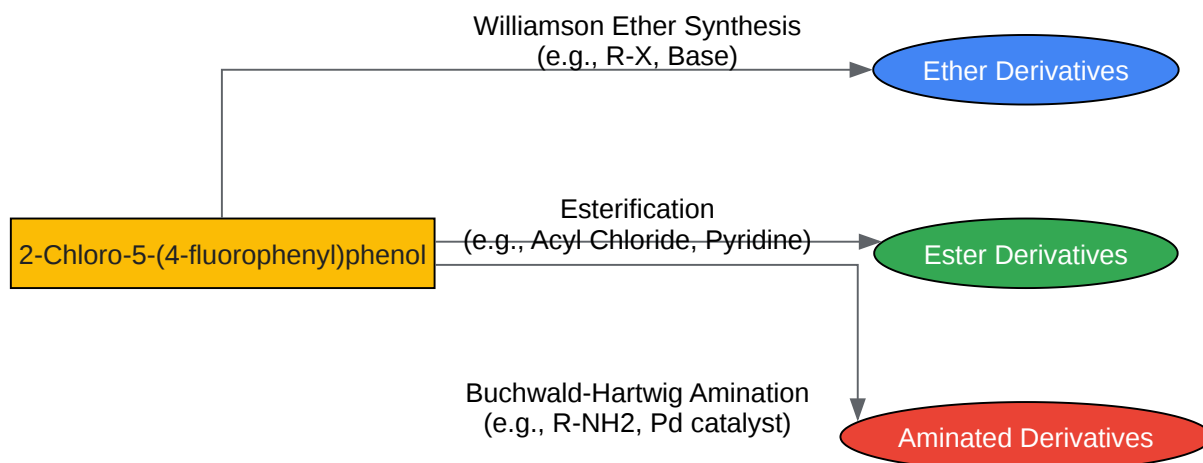 Williamson Ether Synthesis
(e.g., R-X, Base)
Ether Derivatives
2-Chloro-5-(4-fluorophenyl)phenol
Esterification
(e.g., Acyl Chloride, Pyridine)
Ester Derivatives
Buchwald-Hartwig Amination
(e.g., R-NH2, Pd catalyst)
Aminated Derivatives